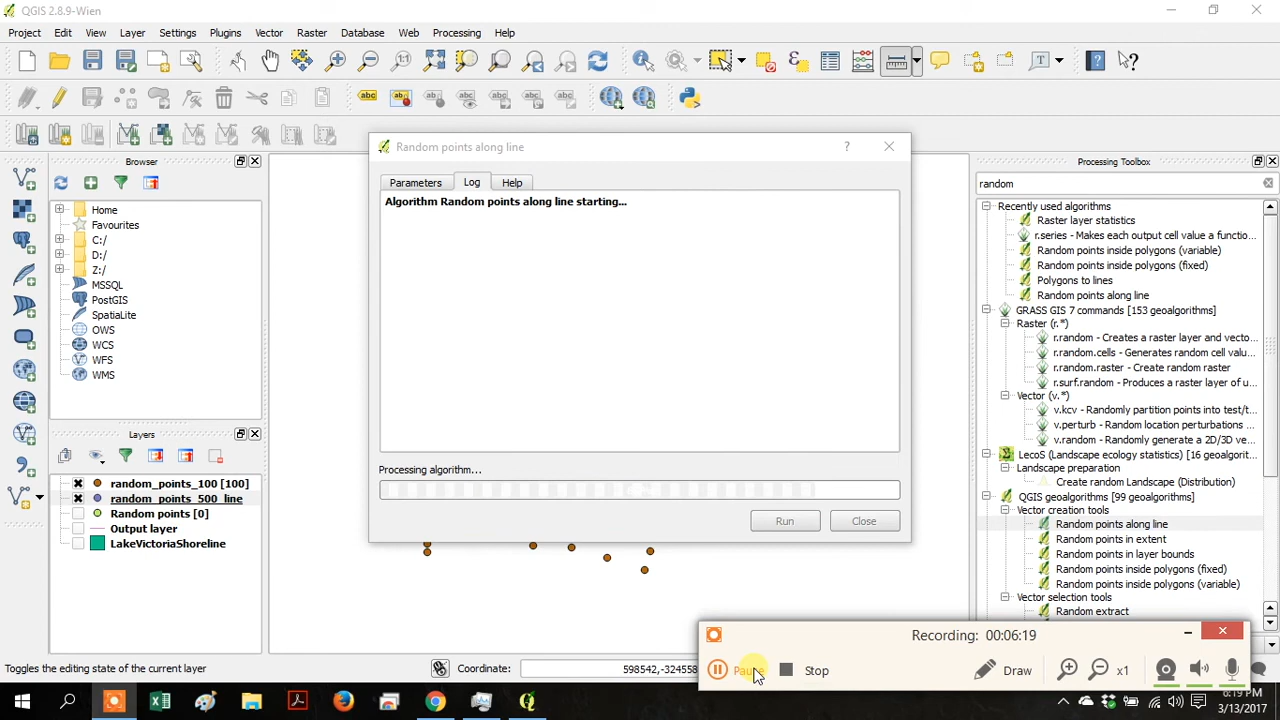 QGIS 2.8.9-Wien
Project Edit View Layer Settings Plugins Vector Raster Database Web Processing Help
Random points along line
Parameters Log Help
Algorithm Random points along line starting...
Processing algorithm...
Run Close
Browser
Home
Favourites
C:/
D:/
Z:/
MSSQL
PostGIS
SpatiaLite
OWS
WCS
WFS
WMS
Layers
random_points_100 [100]
random_points_500_line
Random points [0]
Output layer
LakeVictoriaShoreline
Processing Toolbox
random
Recently used algorithms
Raster layer statistics
r.series - Makes each output cell value a functio...
Random points inside polygons (variable)
Random points inside polygons (fixed)
Polygons to lines
Random points along line
GRASS GIS 7 commands [153 geoalgorithms]
Raster (r.*)
r.random - Creates a raster layer and vecto...
r.random.cells - Generates random cell valu...
r.random.raster - Create random raster
r.surf.random - Produces a raster layer of u...
Vector (v.*)
v.kcv - Randomly partition points into test/t...
v.perturb - Random location perturbations ...
v.random - Randomly generate a 2D/3D ve...
LecoS (Landscape ecology statistics) [16 geoalgorit...
Landscape preparation
Create random Landscape (Distribution)
QGIS geoalgorithms [99 geoalgorithms]
Vector creation tools
Random points along line
Random points in extent
Random points in layer bounds
Random points inside polygons (fixed)
Random points inside polygons (variable)
Vector selection tools
Random extract
Recording: 00:06:19
Pause Stop Draw x1
Toggles the editing state of the current layer
Coordinate: 598542,-324558
6:19 PM
3/13/2017